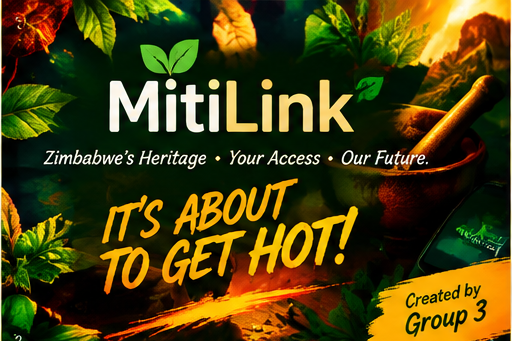 MitiLink
Zimbabwe's Heritage • Your Access • Our Future.
IT'S ABOUT
TO GET HOT!
Created by
Group 3